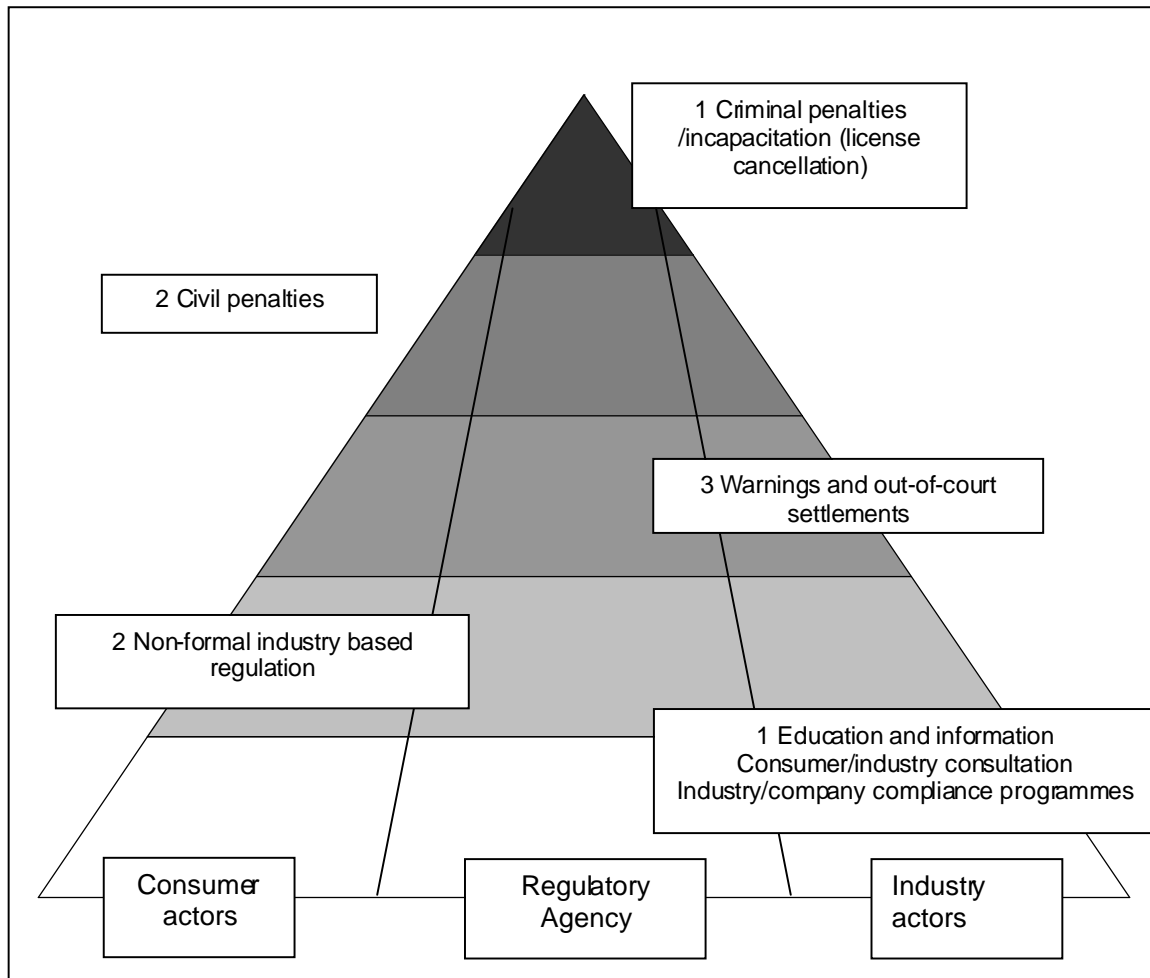 1 Criminal penalties
/incapacitation (license
cancellation)
2 Civil penalties
3 Warnings and out-of-court
settlements
2 Non-formal industry based
regulation
1 Education and information
Consumer/industry consultation
Industry/company compliance programmes
Consumer
actors
Regulatory
Agency
Industry
actors